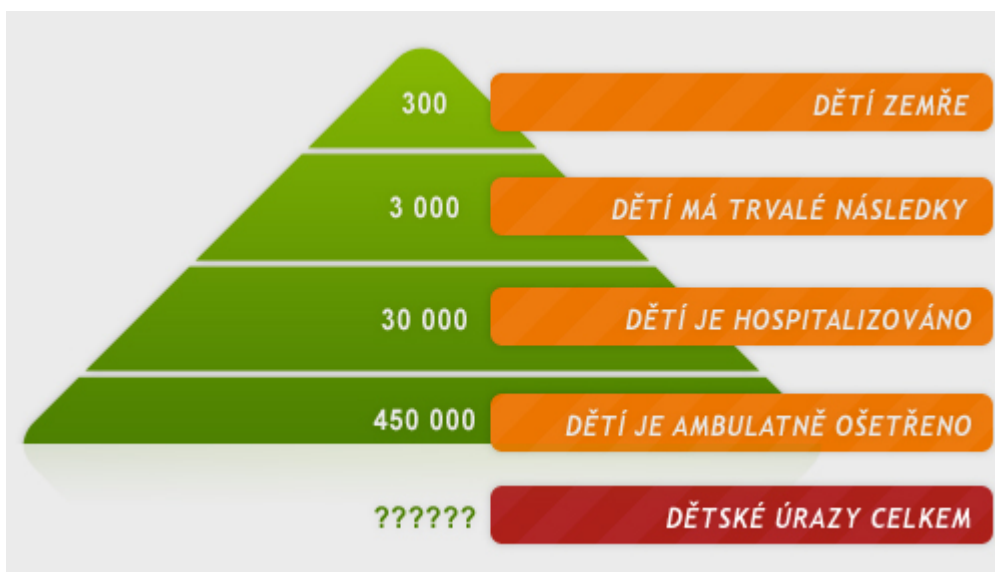 300 DĚTÍ ZEMŘE
3 000 DĚTÍ MÁ TRVALÉ NÁSLEDKY
30 000 DĚTÍ JE HOSPITALIZOVÁNO
450 000 DĚTÍ JE AMBULATNĚ OŠETŘENO
?????? DĚTSKÉ ÚRAZY CELKEM